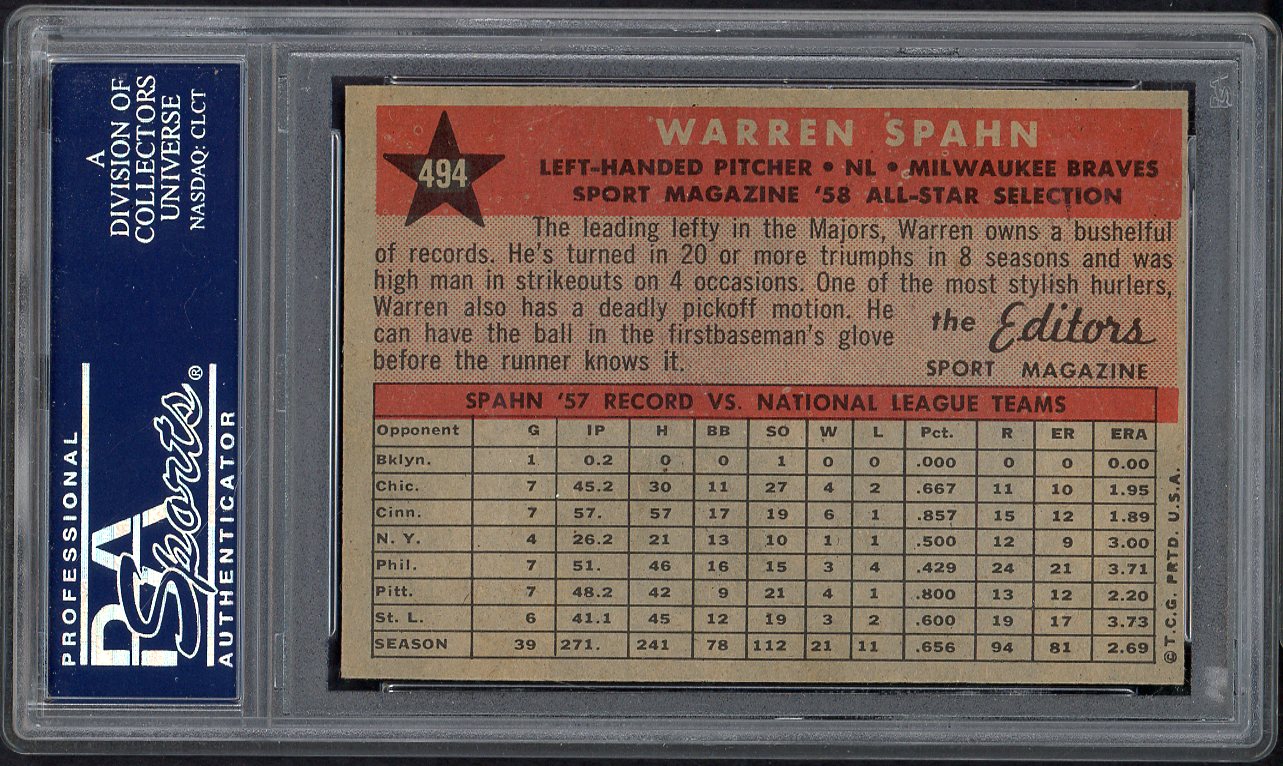 A
DIVISION OF
COLLECTORS
UNIVERSE
NASDAQ: CLCT
PROFESSIONAL
PSA
Sports®
AUTHENTICATOR
494
WARREN SPAHN
LEFT-HANDED PITCHER • NL • MILWAUKEE BRAVES
SPORT MAGAZINE '58 ALL-STAR SELECTION
The leading lefty in the Majors, Warren owns a bushelful
of records. He's turned in 20 or more triumphs in 8 seasons and was
high man in strikeouts on 4 occasions. One of the most stylish hurlers,
Warren also has a deadly pickoff motion. He
can have the ball in the firstbaseman's glove
before the runner knows it.
the Editors
SPORT MAGAZINE
SPAHN '57 RECORD VS. NATIONAL LEAGUE TEAMS
Opponent G IP H BB SO W L Pct. R ER ERA
Bklyn. 1 0.2 0 0 1 0 0 .000 0 0 0.00
Chic. 7 45.2 30 11 27 4 2 .667 11 10 1.95
Cinn. 7 57. 57 17 19 6 1 .857 15 12 1.89
N. Y. 4 26.2 21 13 10 1 1 .500 12 9 3.00
Phil. 7 51. 46 16 15 3 4 .429 24 21 3.71
Pitt. 7 48.2 42 9 21 4 1 .800 13 12 2.20
St. L. 6 41.1 45 12 19 3 2 .600 19 17 3.73
SEASON 39 271. 241 78 112 21 11 .656 94 81 2.69
© T.C.G. PRTD. U.S.A.